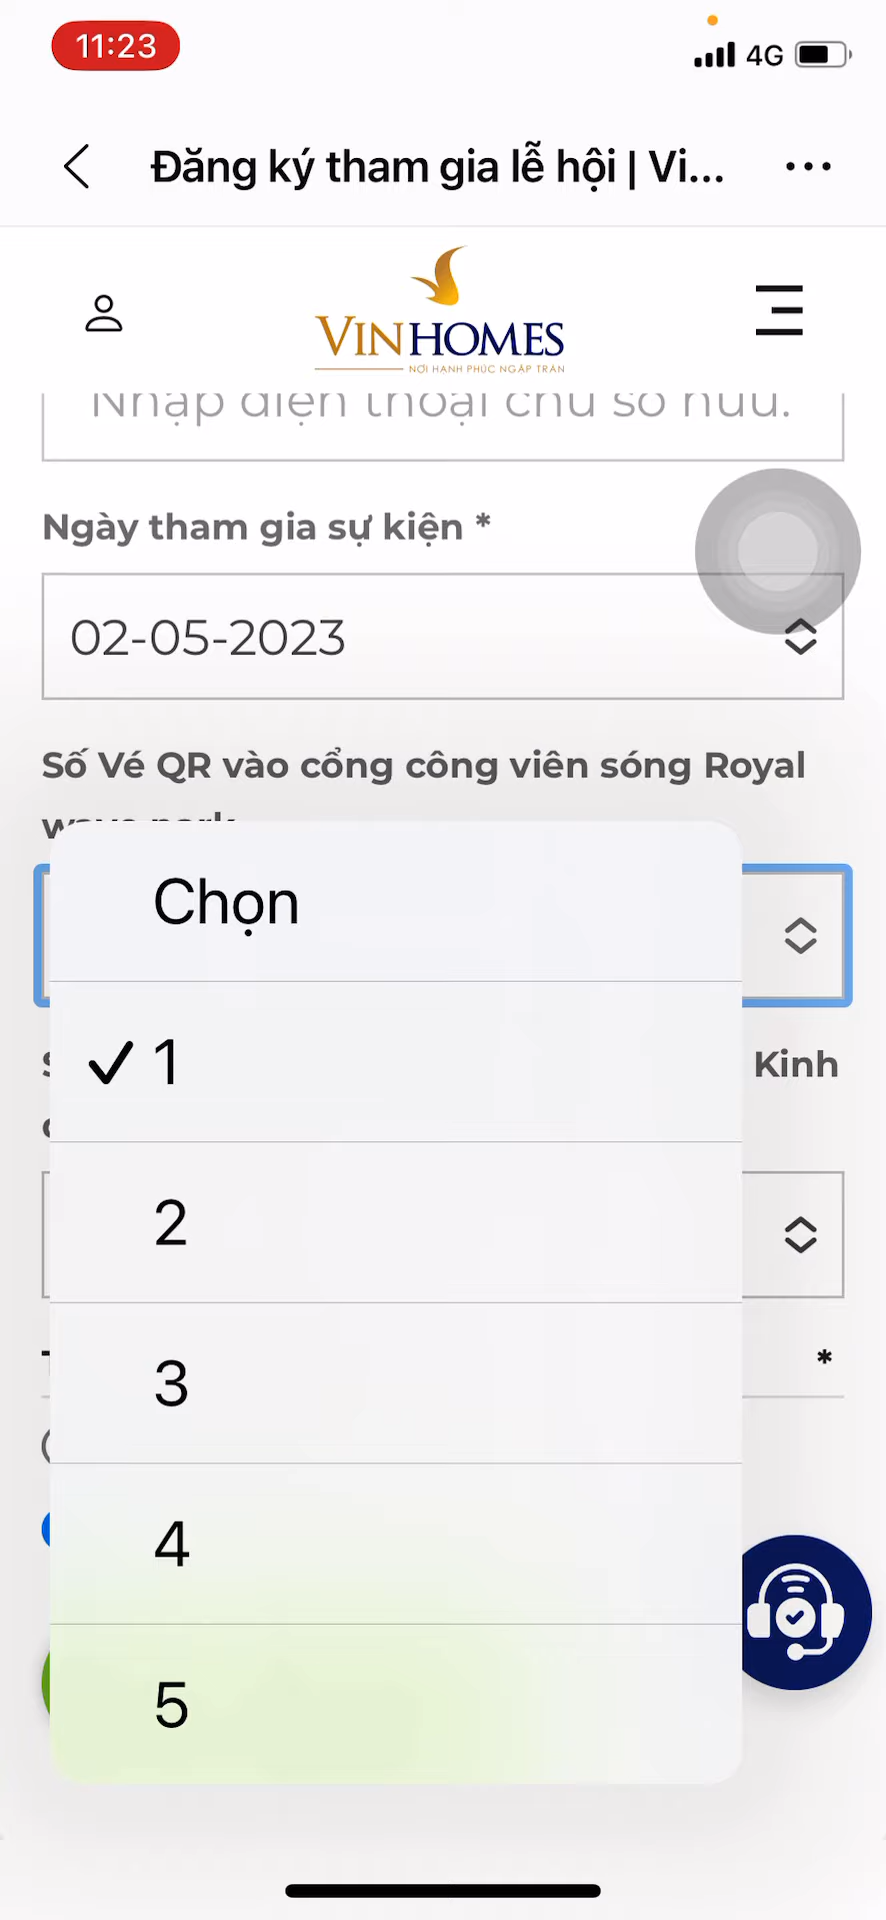 11:23
4G
Đăng ký tham gia lễ hội | Vi...
VINHOMES
NƠI HẠNH PHÚC NGẬP TRÀN
Nhập điện thoại chủ sở hữu.
Ngày tham gia sự kiện *
02-05-2023
Số Vé QR vào cổng công viên sóng Royal
wave park
Chọn
1
Kinh
2
3
*
4
5